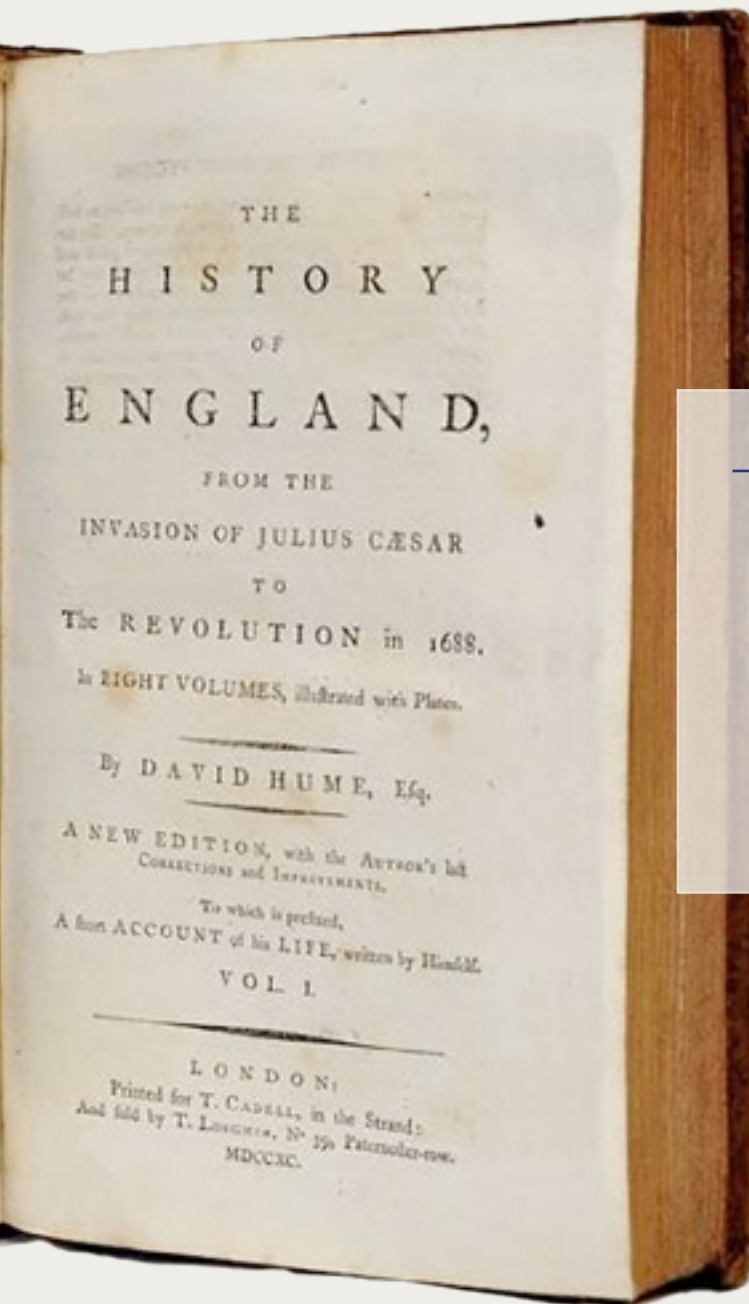 THE
HISTORY
OF
ENGLAND,
FROM THE
INVASION OF JULIUS CÆSAR
TO
The REVOLUTION in 1688.
In EIGHT VOLUMES, illuſtrated with Plates.
By DAVID HUME, Eſq.
A NEW EDITION, with the AUTHOR'S laſt
CORRECTIONS and IMPROVEMENTS.
To which is prefixed,
A ſhort ACCOUNT of his LIFE, written by Himſelf.
VOL. I.
LONDON:
Printed for T. CADELL, in the Strand:
And ſold by T. LONGMAN, Nº 39, Paternoſter-row.
MDCCXC.